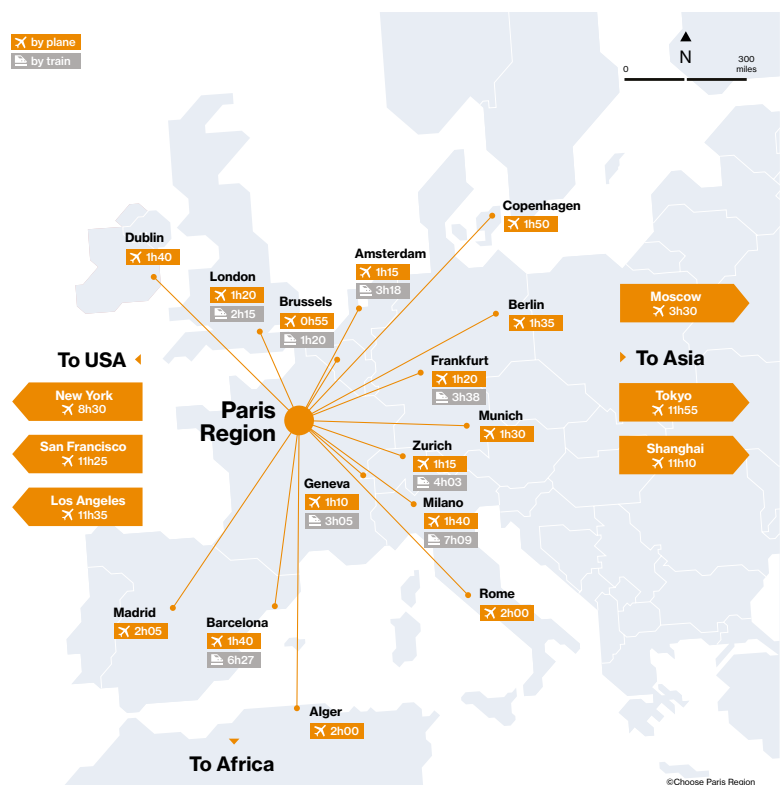 by plane
by train
N
0
300
miles
Copenhagen
1h50
Dublin
1h40
Amsterdam
1h15
3h18
London
1h20
2h15
Brussels
0h55
1h20
Berlin
1h35
Moscow
3h30
To USA
To Asia
Frankfurt
1h20
3h38
New York
8h30
Tokyo
11h55
Paris
Region
Munich
1h30
San Francisco
11h25
Shanghai
11h10
Zurich
1h15
4h03
Geneva
1h10
3h05
Los Angeles
11h35
Milano
1h40
7h09
Rome
2h00
Madrid
2h05
Barcelona
1h40
6h27
Alger
2h00
To Africa
©Choose Paris Region